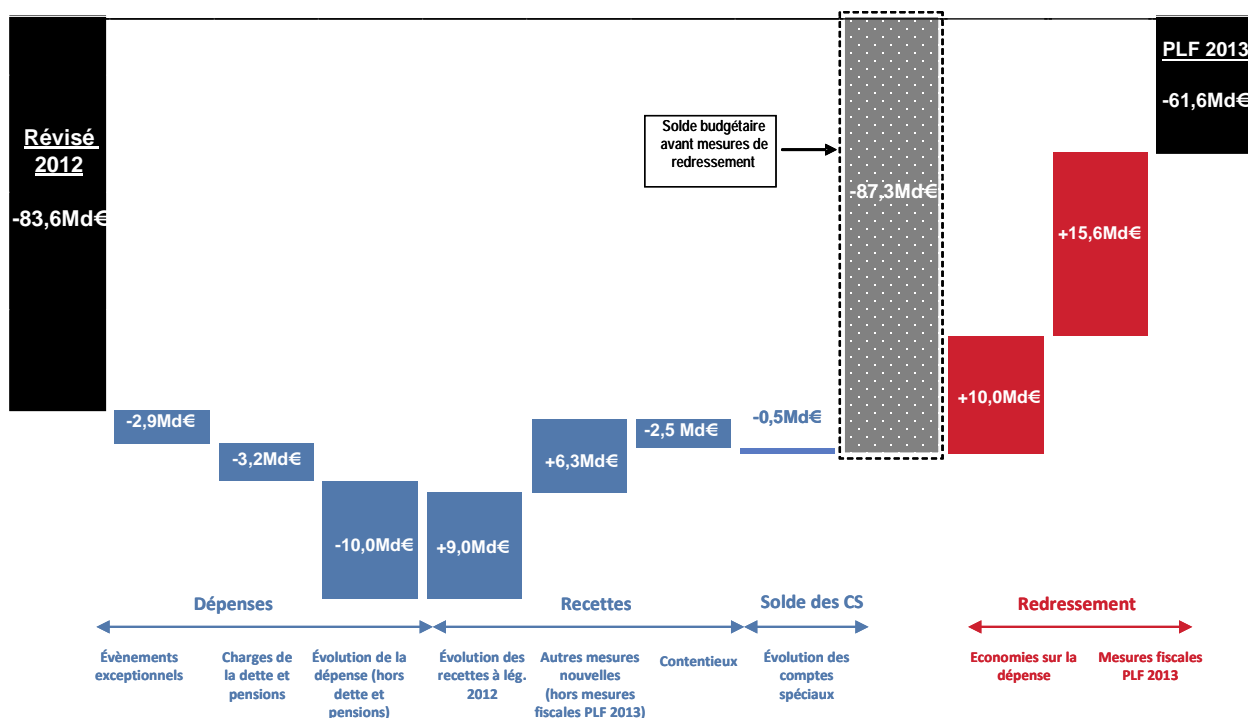 Révisé
2012
-83,6Md€
-2,9Md€
-3,2Md€
-10,0Md€
+9,0Md€
+6,3Md€
-2,5 Md€
-0,5Md€
Solde budgétaire
avant mesures de
redressement
-87,3Md€
+10,0Md€
+15,6Md€
PLF 2013
-61,6Md€
Dépenses
Recettes
Solde des CS
Redressement
Évènements
exceptionnels
Charges de
la dette et
pensions
Évolution de la
dépense (hors
dette et
pensions)
Évolution des
recettes à lég.
2012
Autres mesures
nouvelles
(hors mesures
fiscales PLF 2013)
Contentieux
Évolution des
comptes
spéciaux
Economies sur la
dépense
Mesures fiscales
PLF 2013